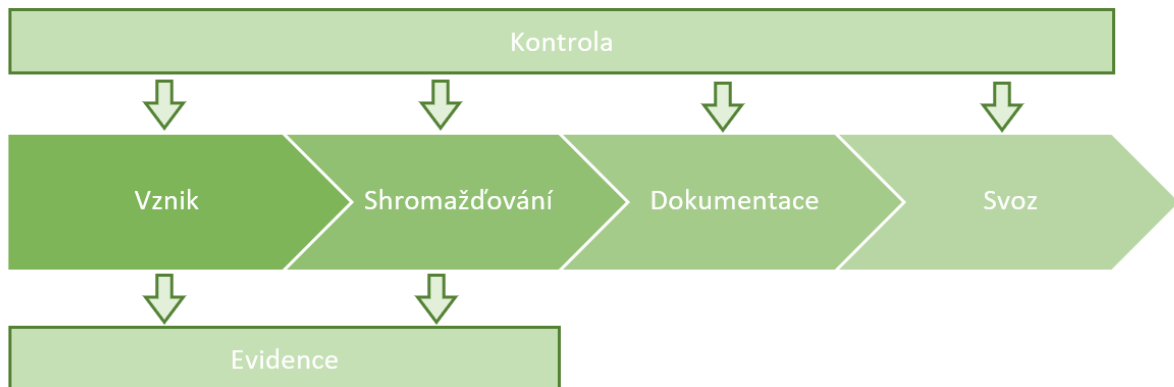 Kontrola
Vznik
Shromažďování
Dokumentace
Svoz
Evidence